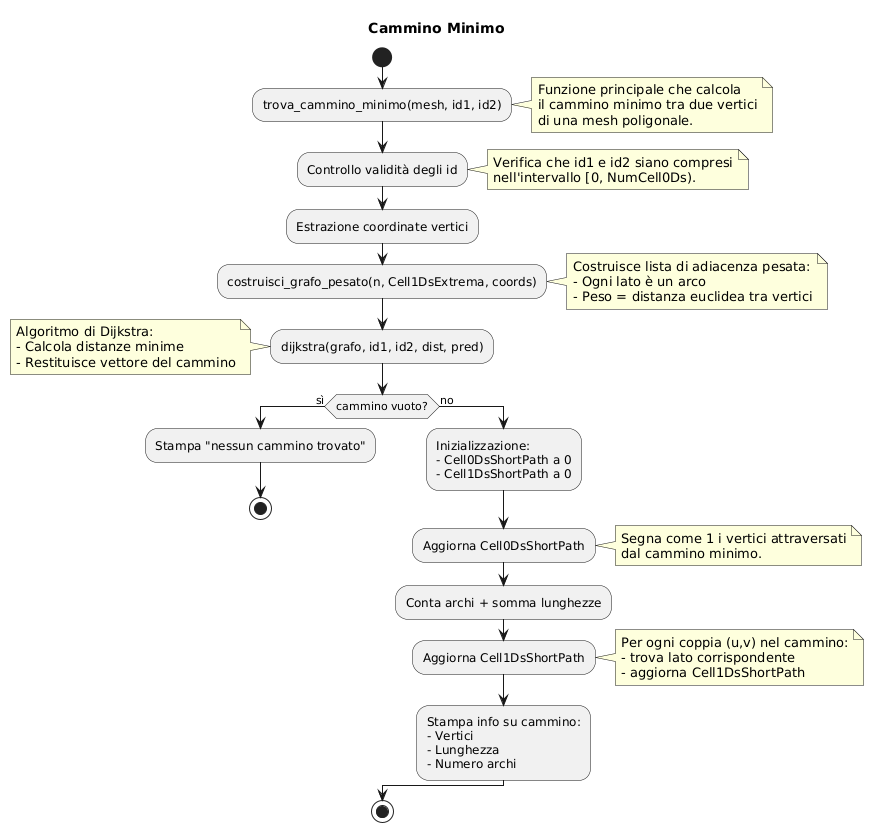 Cammino Minimo
trova_cammino_minimo(mesh, id1, id2)
Funzione principale che calcola
il cammino minimo tra due vertici
di una mesh poligonale.
Controllo validità degli id
Verifica che id1 e id2 siano compresi
nell'intervallo [0, NumCell0Ds).
Estrazione coordinate vertici
costruisci_grafo_pesato(n, Cell1DsExtrema, coords)
Costruisce lista di adiacenza pesata:
- Ogni lato è un arco
- Peso = distanza euclidea tra vertici
Algoritmo di Dijkstra:
- Calcola distanze minime
- Restituisce vettore del cammino
dijkstra(grafo, id1, id2, dist, pred)
sì
cammino vuoto?
no
Stampa "nessun cammino trovato"
Inizializzazione:
- Cell0DsShortPath a 0
- Cell1DsShortPath a 0
Aggiorna Cell0DsShortPath
Segna come 1 i vertici attraversati
dal cammino minimo.
Conta archi + somma lunghezze
Aggiorna Cell1DsShortPath
Per ogni coppia (u,v) nel cammino:
- trova lato corrispondente
- aggiorna Cell1DsShortPath
Stampa info su cammino:
- Vertici
- Lunghezza
- Numero archi